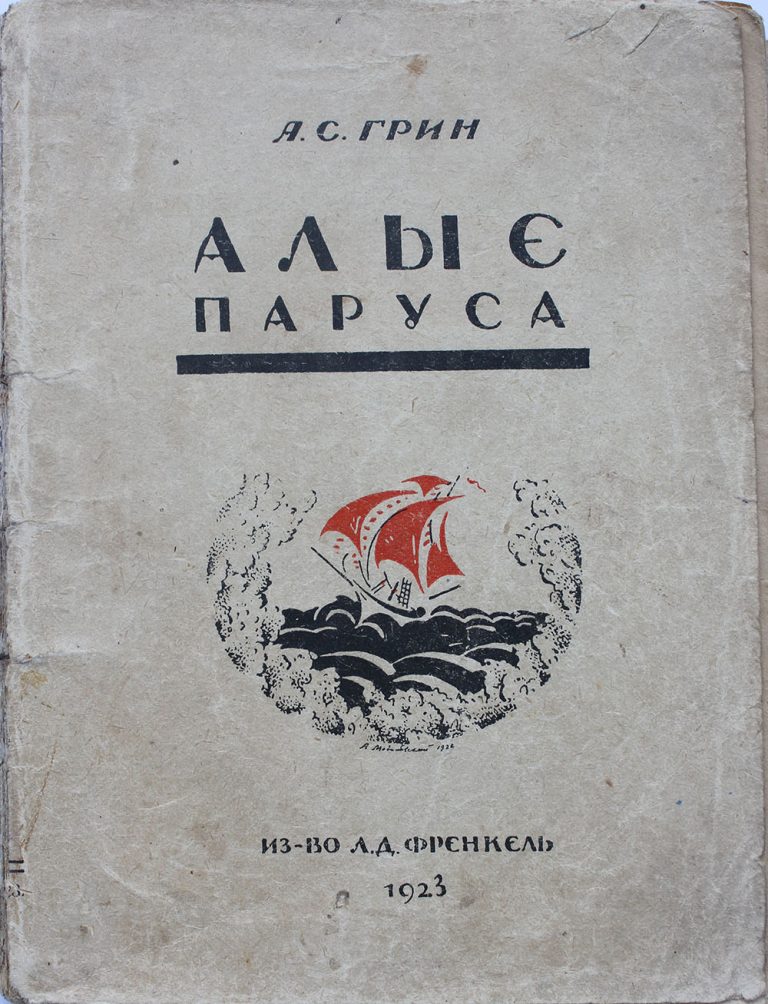 А. С. ГРИН
АЛЫЕ
ПАРУСА
ИЗ-ВО Л. Д. ФРЕНКЕЛЬ
1923